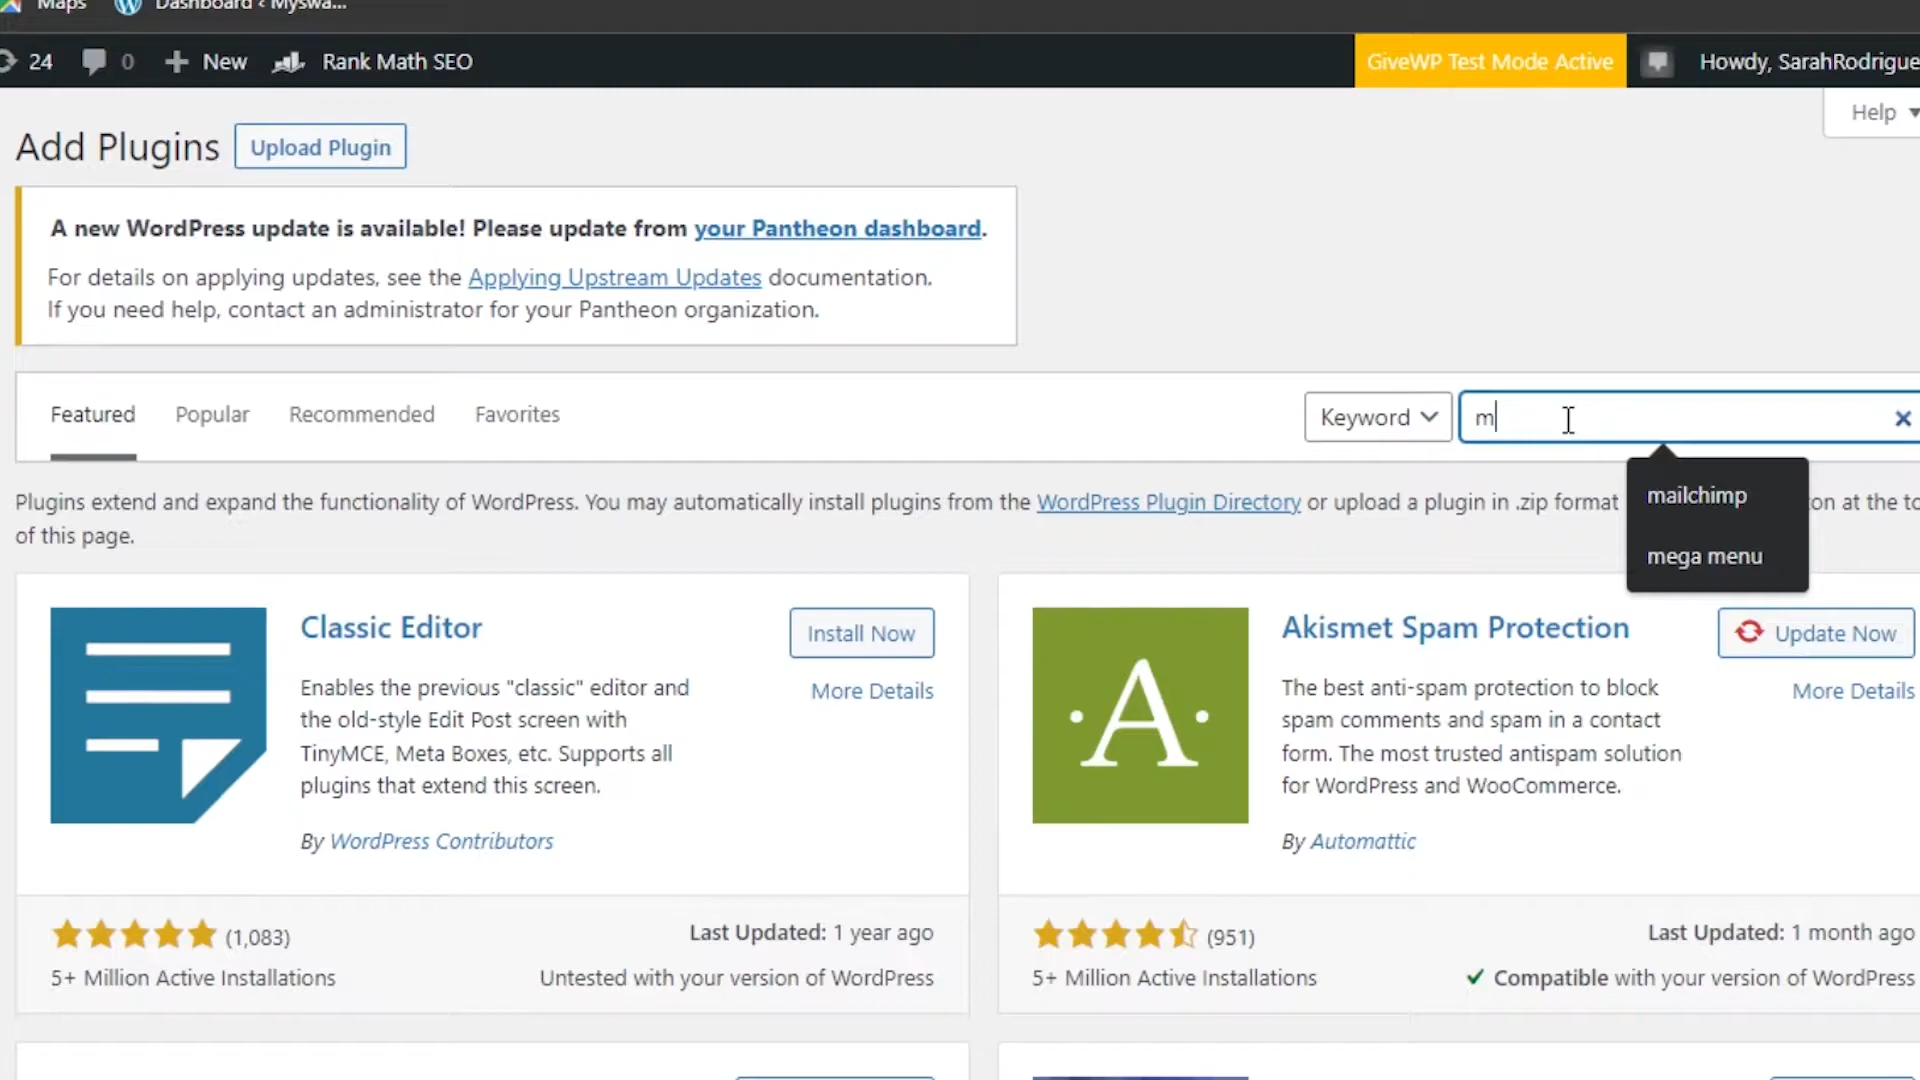 Maps Dashboard ‹ Myswa...
24 0 New Rank Math SEO GiveWP Test Mode Active Howdy, SarahRodrigue
Help
Add Plugins Upload Plugin
A new WordPress update is available! Please update from your Pantheon dashboard.
For details on applying updates, see the Applying Upstream Updates documentation.
If you need help, contact an administrator for your Pantheon organization.
Featured Popular Recommended Favorites Keyword m
mailchimp
mega menu
Plugins extend and expand the functionality of WordPress. You may automatically install plugins from the WordPress Plugin Directory or upload a plugin in .zip format on at the to
of this page.
Classic Editor
Install Now
More Details
Enables the previous "classic" editor and
the old-style Edit Post screen with
TinyMCE, Meta Boxes, etc. Supports all
plugins that extend this screen.
By WordPress Contributors
(1,083)
Last Updated: 1 year ago
5+ Million Active Installations
Untested with your version of WordPress
A
Akismet Spam Protection
Update Now
More Details
The best anti-spam protection to block
spam comments and spam in a contact
form. The most trusted antispam solution
for WordPress and WooCommerce.
By Automattic
(951)
Last Updated: 1 month ago
5+ Million Active Installations
Compatible with your version of WordPress